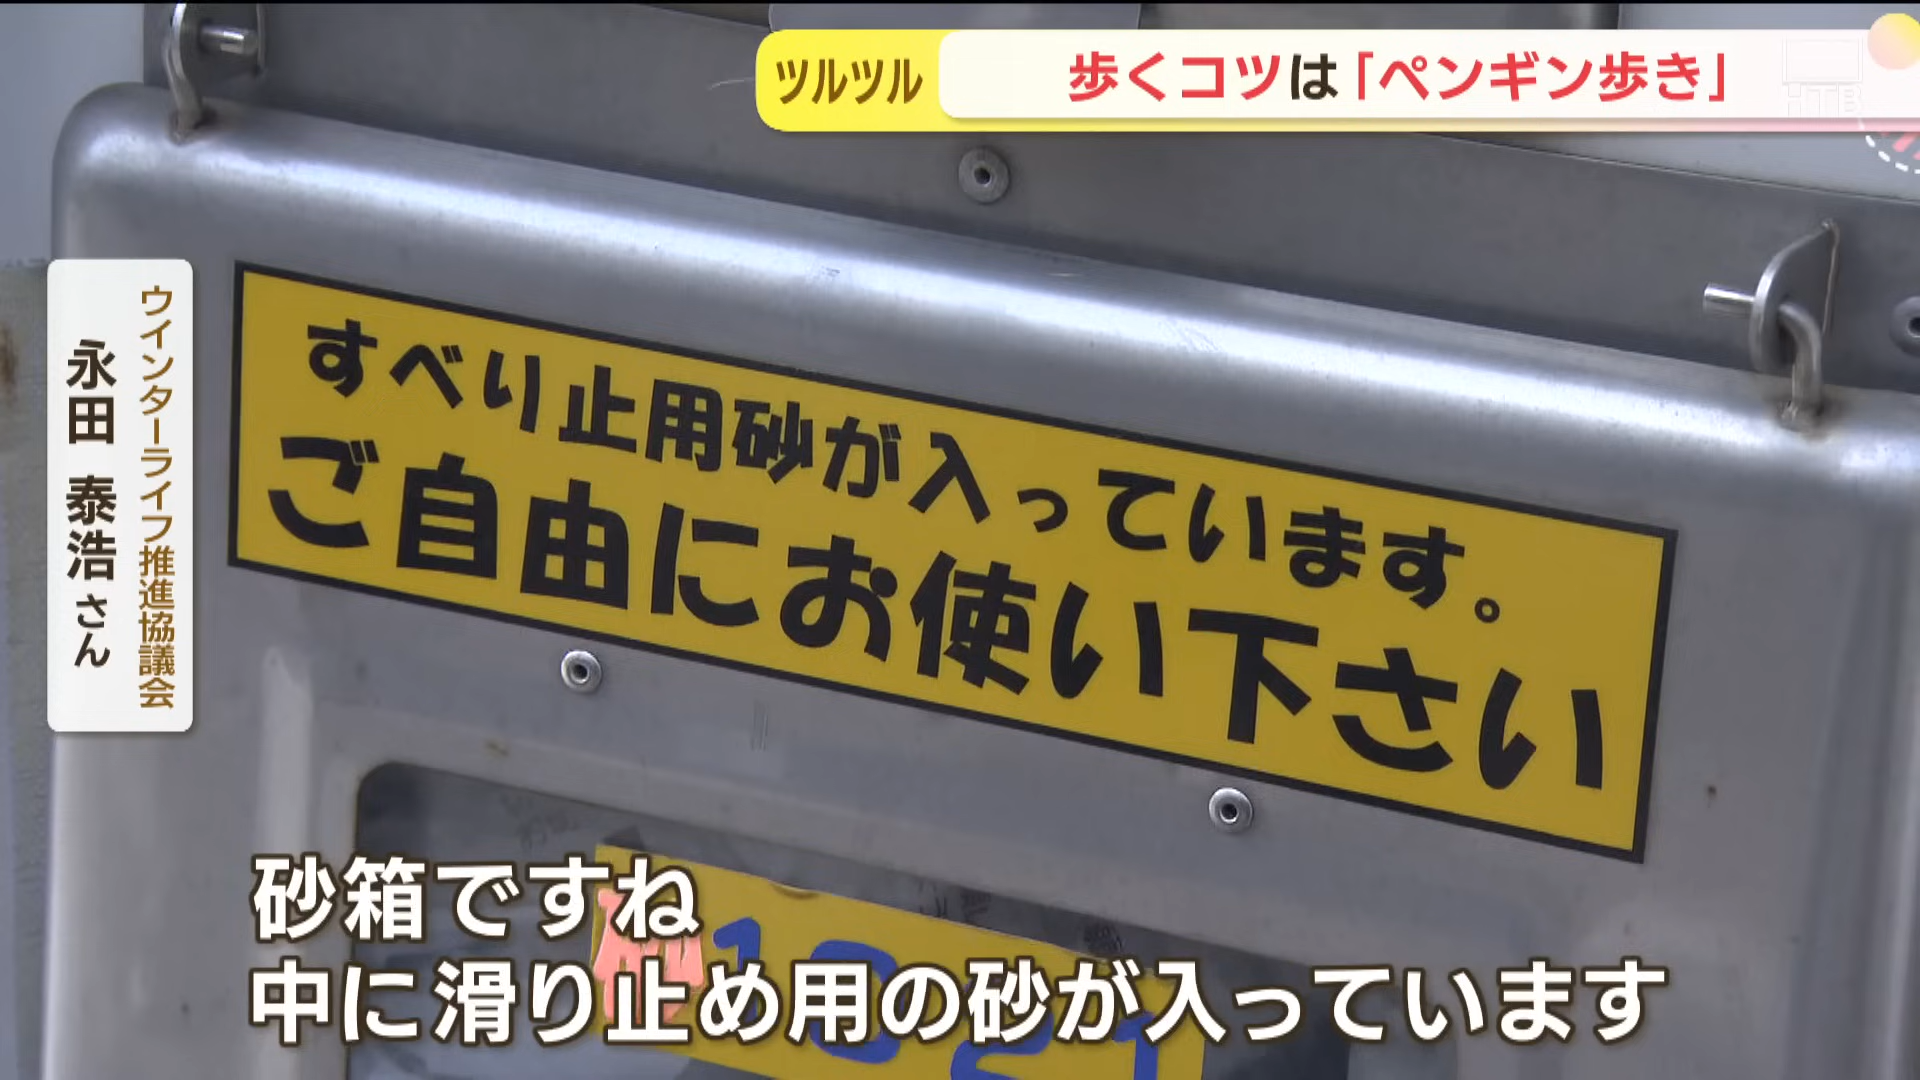 ツルツル
歩くコツは「ペンギン歩き」
HTB
ウインターライフ推進協議会
永田 泰浩さん
すべり止用砂が入っています。
ご自由にお使い下さい
砂箱ですね
中に滑り止め用の砂が入っています